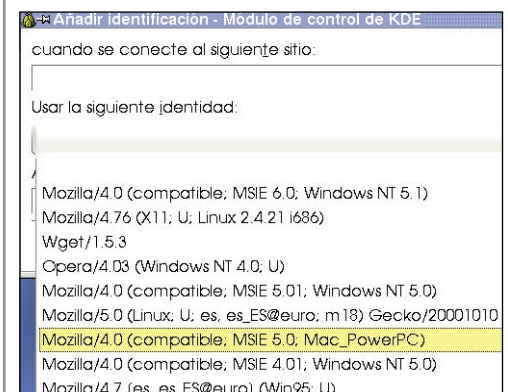 Añadir identificación - Módulo de control de KDE
cuando se conecte al siguiente sitio:
Usar la siguiente identidad:
Mozilla/4.0 (compatible; MSIE 6.0; Windows NT 5.1)
Mozilla/4.76 (X11; U; Linux 2.4.21 i686)
Wget/1.5.3
Opera/4.03 (Windows NT 4.0; U)
Mozilla/4.0 (compatible; MSIE 5.01; Windows NT 5.0)
Mozilla/5.0 (Linux; U; es, es_ES@euro; m18) Gecko/20001010
Mozilla/4.0 (compatible; MSIE 5.0; Mac_PowerPC)
Mozilla/4.0 (compatible; MSIE 4.01; Windows NT 5.0)
Mozilla/4.7 (es, es_ES@euro) (Win95; U)